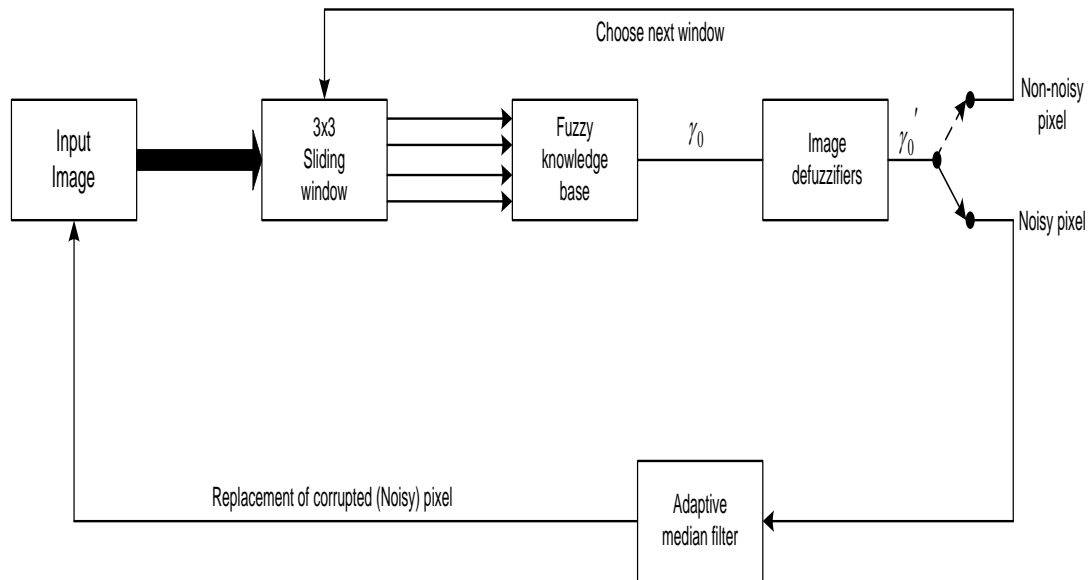 Choose next window
Non-noisy
pixel
Input
Image
3x3
Sliding
window
Fuzzy
knowledge
base
γ₀
Image
defuzzifiers
γ₀'
Noisy pixel
Replacement of corrupted (Noisy) pixel
Adaptive
median filter